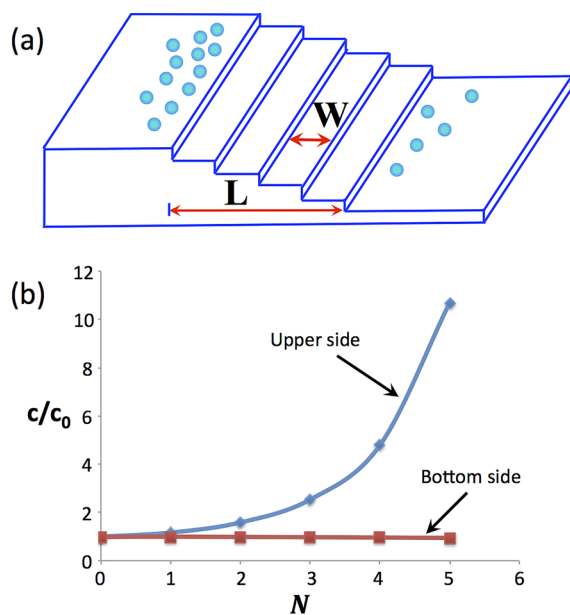 (a)
W
L
(b)
12
10
8
6
4
2
0
c/c0
Upper side
Bottom side
0 1 2 3 4 5 6
N